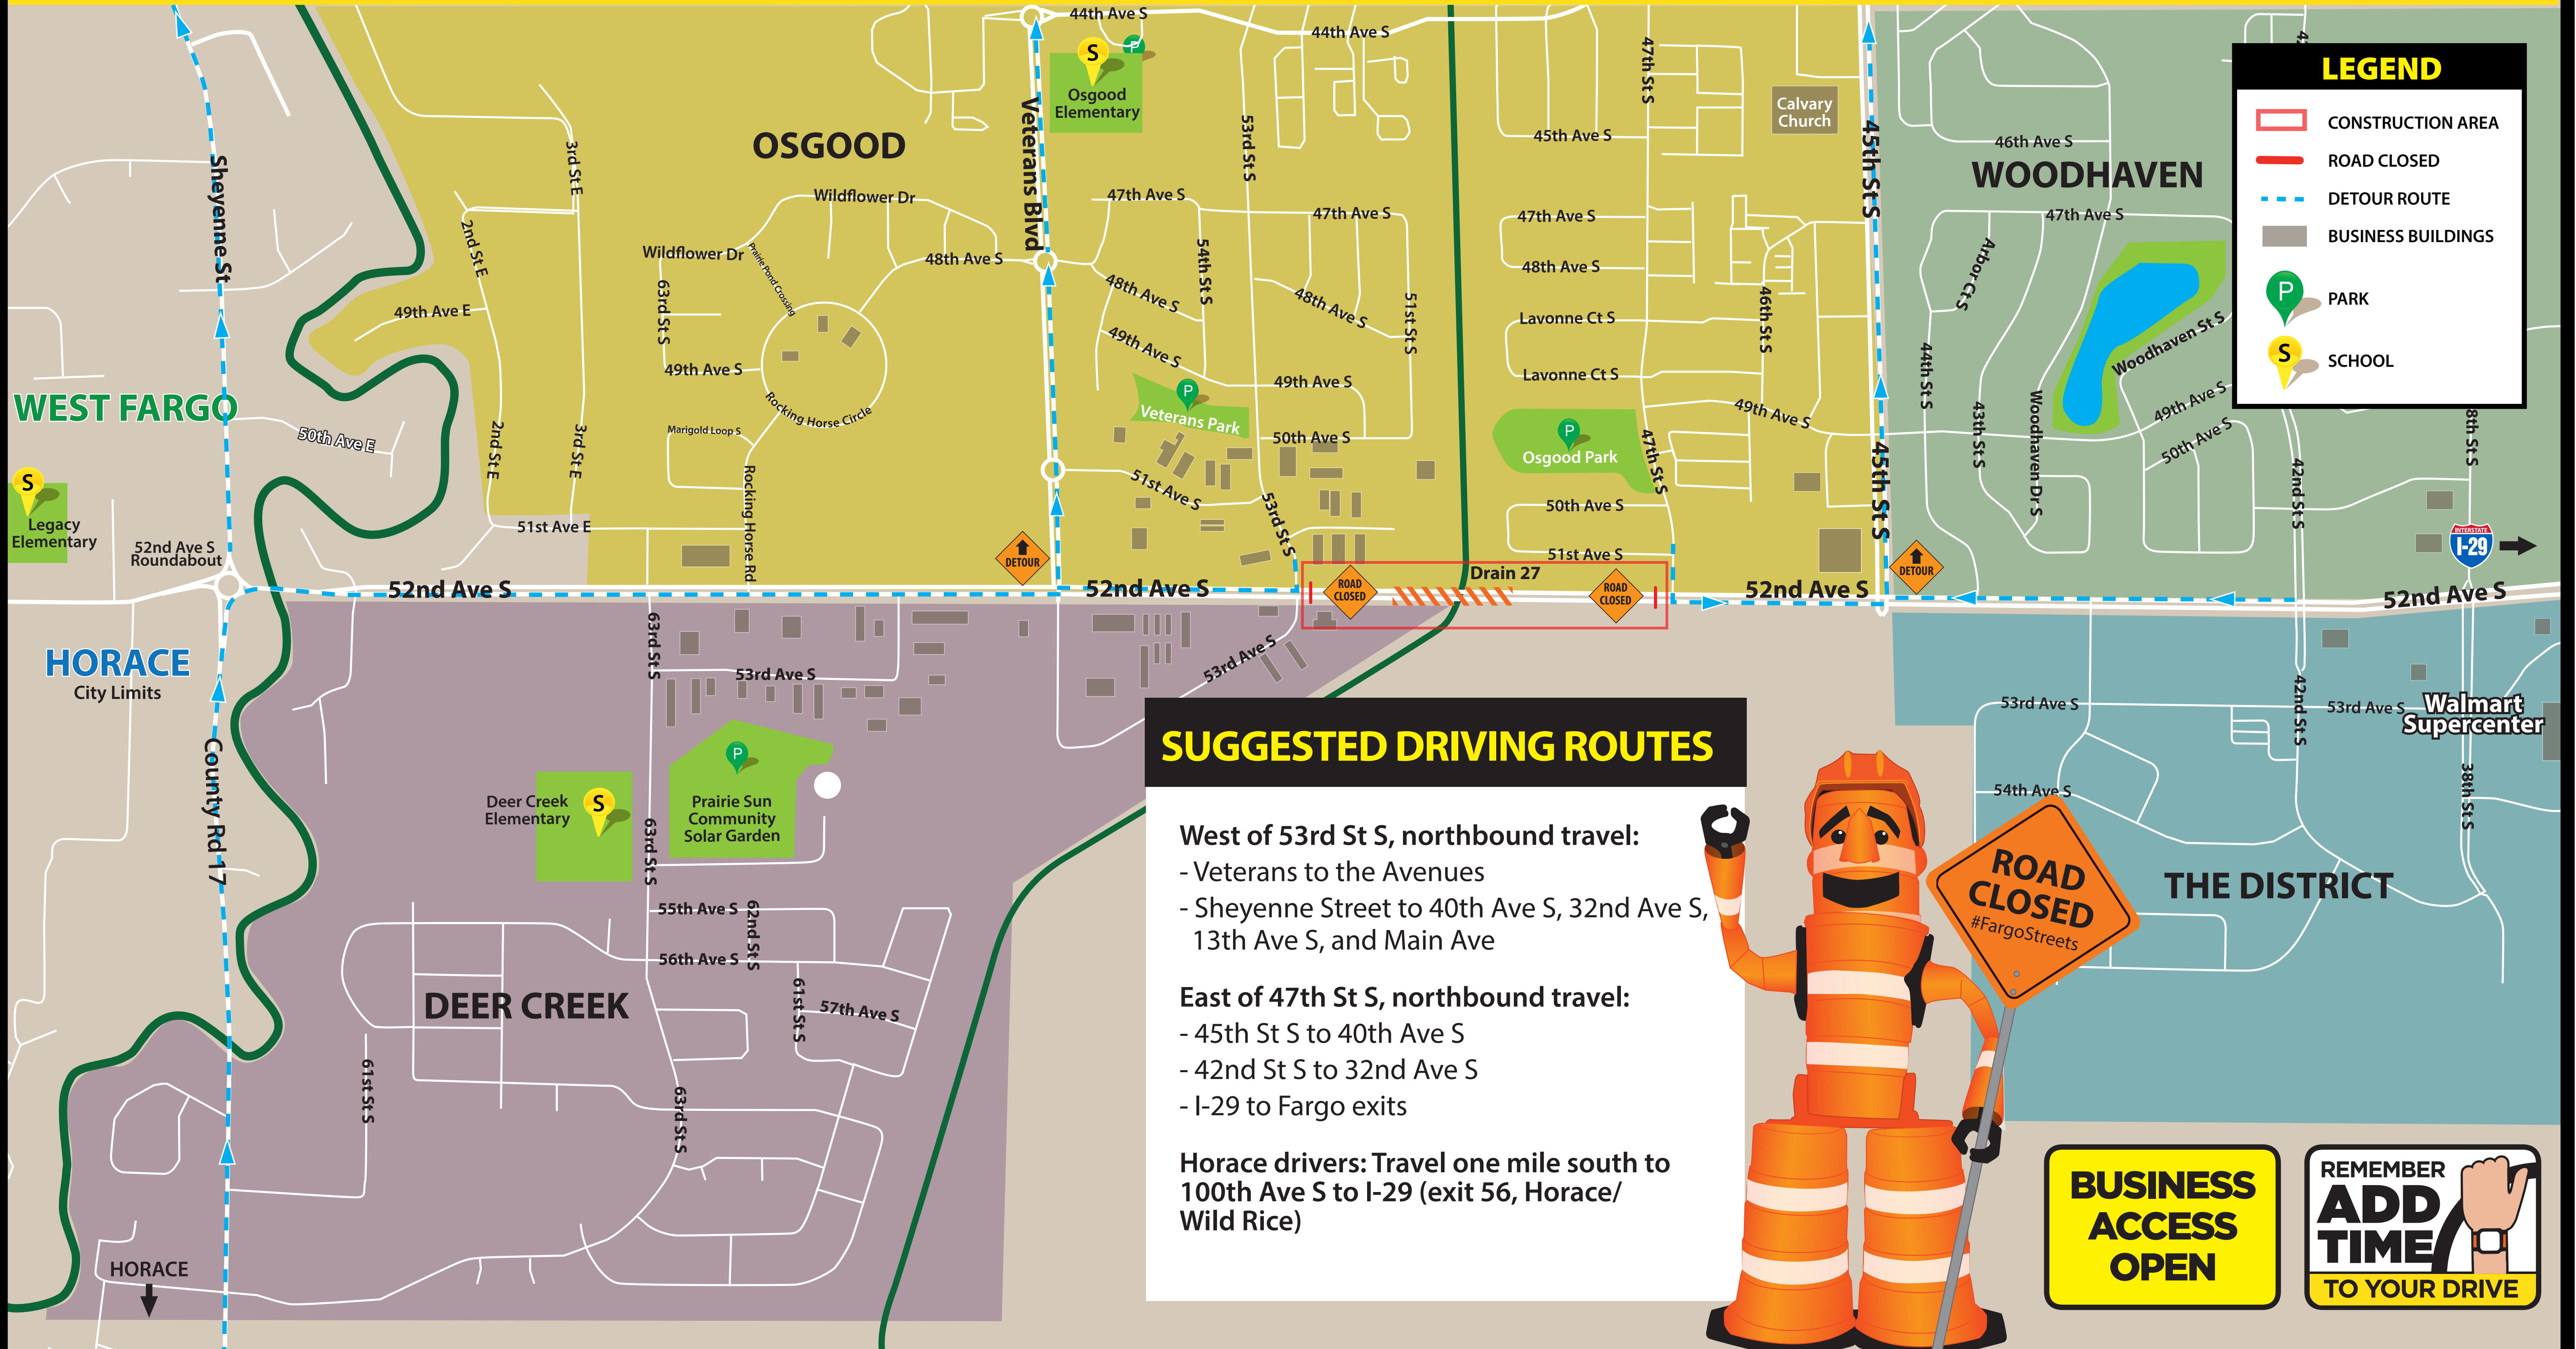 44th Ave S
44th Ave S
47th St S
42
LEGEND
CONSTRUCTION AREA
ROAD CLOSED
DETOUR ROUTE
BUSINESS BUILDINGS
P
PARK
S
SCHOOL
S
P
Osgood
Elementary
Veterans Blvd
53rd St S
Calvary
Church
45th Ave S
45th St S
46th Ave S
WOODHAVEN
OSGOOD
3rd St E
Sheyenne St
Wildflower Dr
47th Ave S
47th Ave S
47th Ave S
47th Ave S
2nd St E
Wildflower Dr
Prairie Pond Crossing
48th Ave S
54th St S
48th Ave S
48th Ave S
48th Ave S
Arbor Ct S
49th Ave E
63rd St S
51st St S
Lavonne Ct S
46th St S
Woodhaven St S
49th Ave S
49th Ave S
49th Ave S
Lavonne Ct S
44th St S
WEST FARGO
Rocking Horse Circle
P
Veterans Park
49th Ave S
43th St S
Woodhaven Dr S
49th Ave S
50th Ave E
2nd St E
3rd St E
Marigold Loop S
50th Ave S
P
Osgood Park
47th St S
45th St S
50th Ave S
8th St S
S
Legacy
Elementary
Rocking Horse Rd
51st Ave S
53rd St S
50th Ave S
42nd St S
52nd Ave S
Roundabout
51st Ave E
DETOUR
51st Ave S
DETOUR
INTERSTATE
I-29
52nd Ave S
52nd Ave S
ROAD
CLOSED
Drain 27
ROAD
CLOSED
52nd Ave S
52nd Ave S
HORACE
City Limits
63rd St S
53rd Ave S
53rd Ave S
53rd Ave S
42nd St S
53rd Ave S
Walmart
Supercenter
County Rd 17
P
Prairie Sun
Community
Solar Garden
Deer Creek
Elementary
S
63rd St S
54th Ave S
38th St S
THE DISTRICT
55th Ave S
62nd St S
56th Ave S
61st St S
57th Ave S
DEER CREEK
61st St S
63rd St S
HORACE
SUGGESTED DRIVING ROUTES
West of 53rd St S, northbound travel:
- Veterans to the Avenues
- Sheyenne Street to 40th Ave S, 32nd Ave S,
13th Ave S, and Main Ave
East of 47th St S, northbound travel:
- 45th St S to 40th Ave S
- 42nd St S to 32nd Ave S
- I-29 to Fargo exits
Horace drivers: Travel one mile south to
100th Ave S to I-29 (exit 56, Horace/
Wild Rice)
ROAD
CLOSED
#FargoStreets
BUSINESS
ACCESS
OPEN
REMEMBER
ADD
TIME
TO YOUR DRIVE